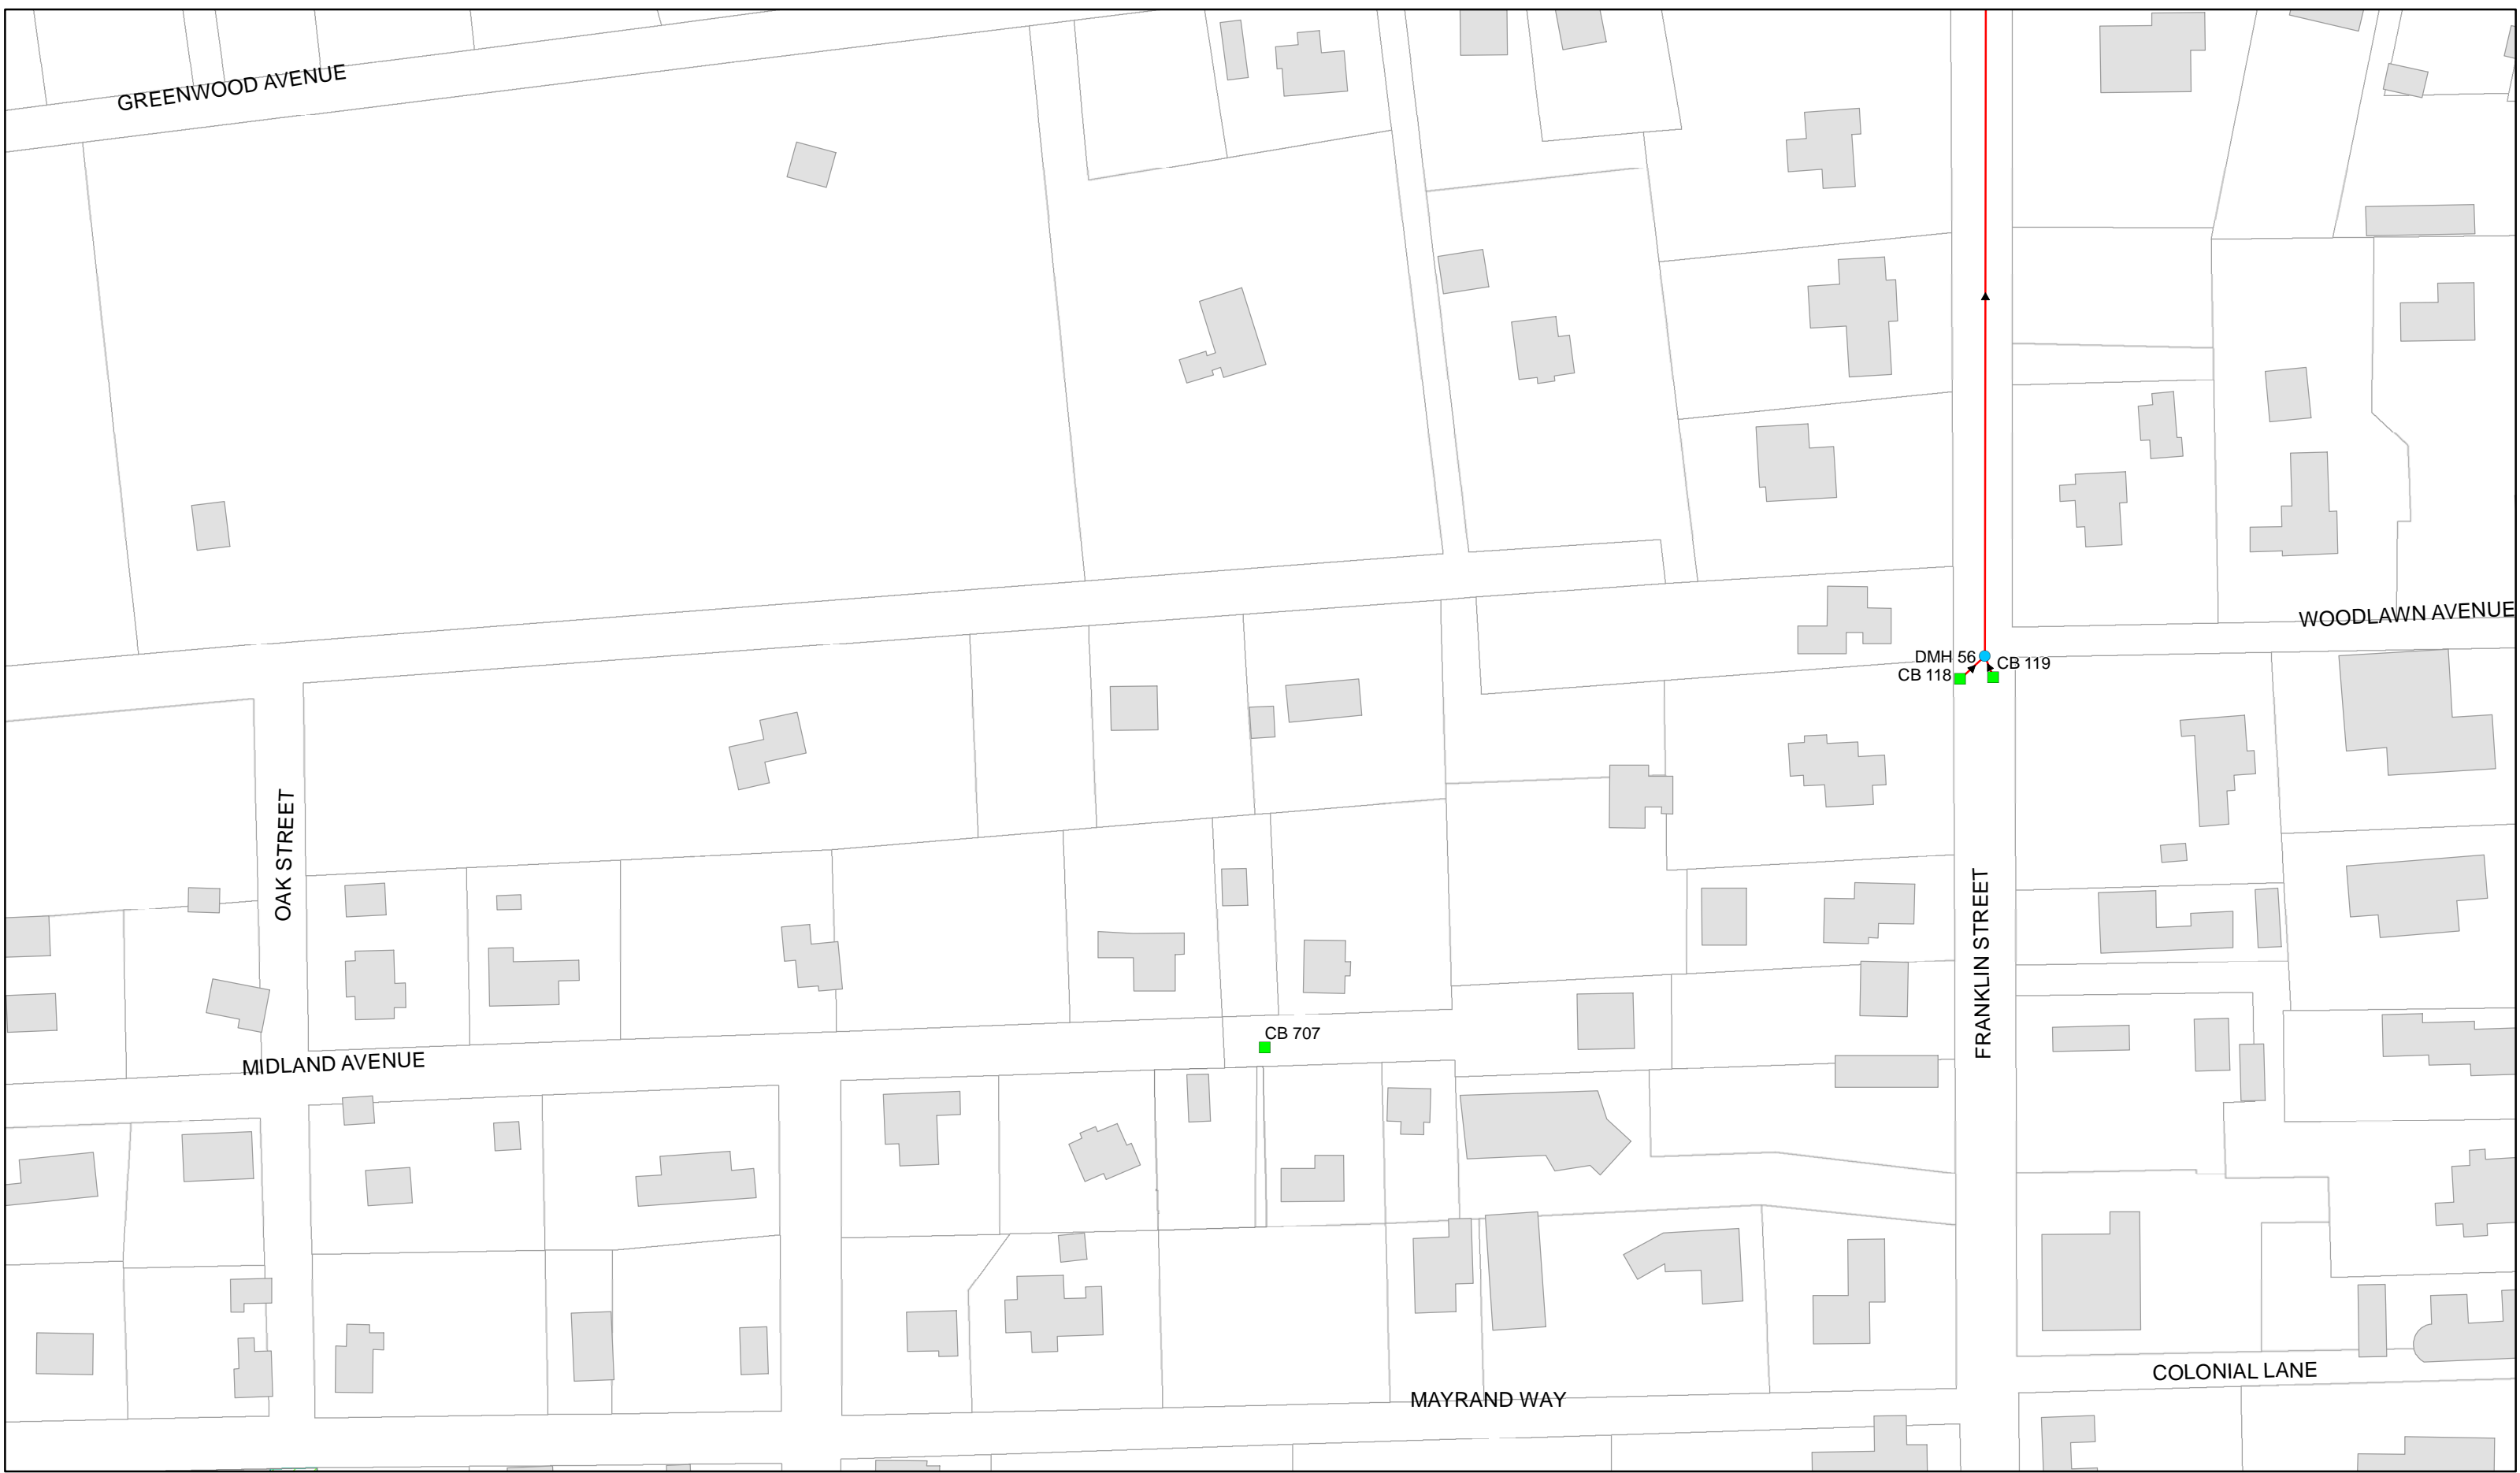 GREENWOOD AVENUE
WOODLAWN AVENUE
DMH 56
CB 119
CB 118
OAK STREET
FRANKLIN STREET
CB 707
MIDLAND AVENUE
COLONIAL LANE
MAYRAND WAY